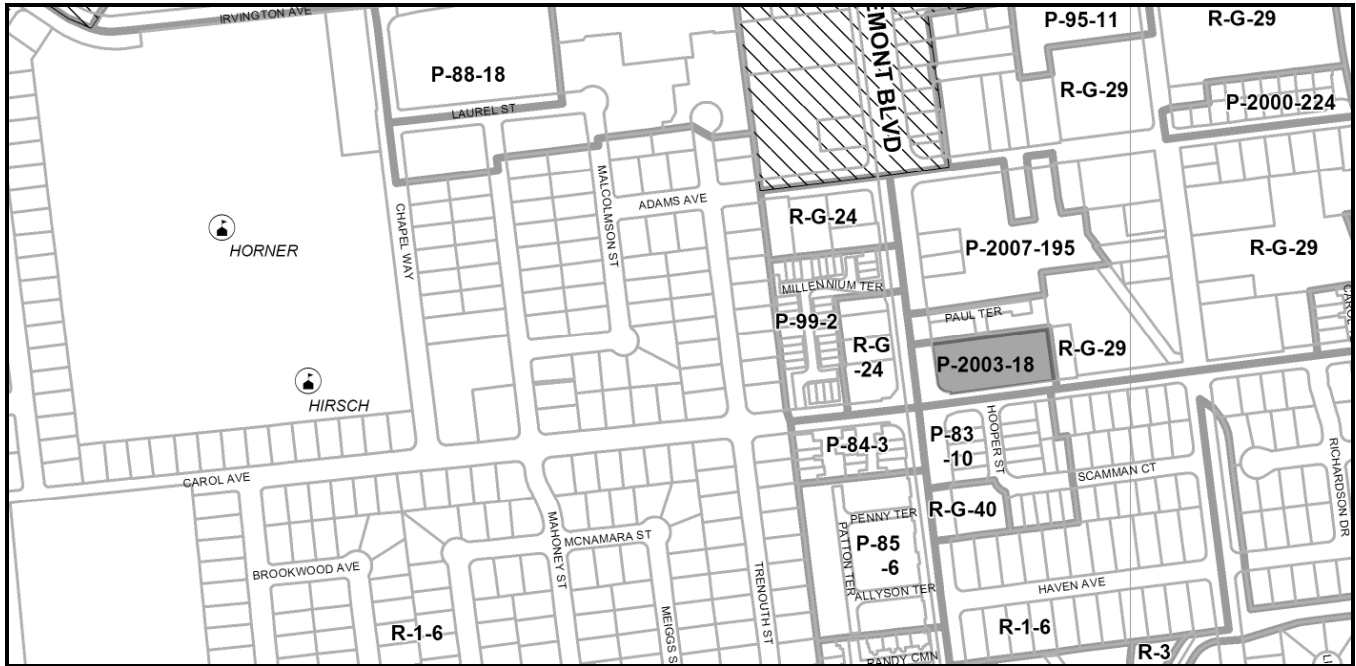 IRVINGTON AVE
P-88-18
LAUREL ST
EMONT BLVD
P-95-11
R-G-29
R-G-29
P-2000-224
HORNER
CHAPEL WAY
MALCOLMSON ST
ADAMS AVE
R-G-24
P-2007-195
R-G-29
MILLENNIUM TER
P-99-2
R-G
-24
PAUL TER
P-2003-18
R-G-29
HIRSCH
CAROL AVE
P-84-3
P-83
-10
HOOPER ST
SCAMMAN CT
RICHARDSON DR
R-G-40
PENNY TER
PATTON TER
P-85
-6
ALLYSON TER
MAHONEY ST
MCNAMARA ST
BROOKWOOD AVE
TRENOUTH ST
MEIGGS S
HAVEN AVE
R-1-6
R-1-6
R-3
RANDY CMN